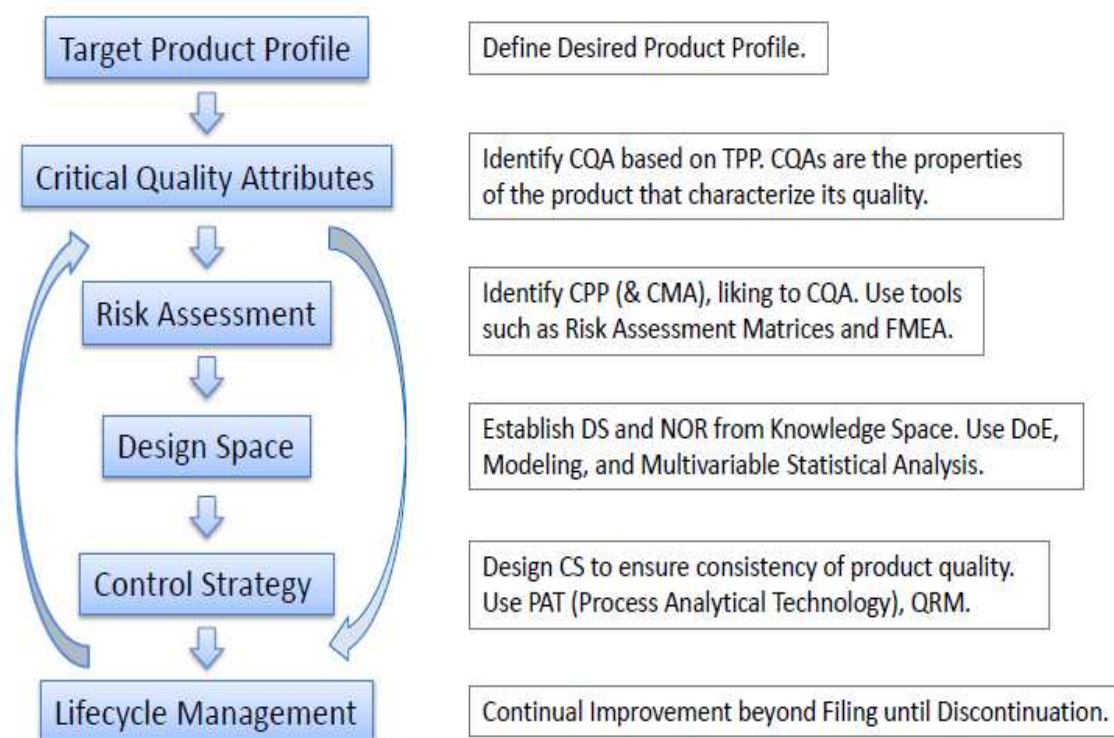 Target Product Profile
Define Desired Product Profile.
Critical Quality Attributes
Identify CQA based on TPP. CQAs are the properties
of the product that characterize its quality.
Risk Assessment
Identify CPP (& CMA), liking to CQA. Use tools
such as Risk Assessment Matrices and FMEA.
Design Space
Establish DS and NOR from Knowledge Space. Use DoE,
Modeling, and Multivariable Statistical Analysis.
Control Strategy
Design CS to ensure consistency of product quality.
Use PAT (Process Analytical Technology), QRM.
Lifecycle Management
Continual Improvement beyond Filing until Discontinuation.